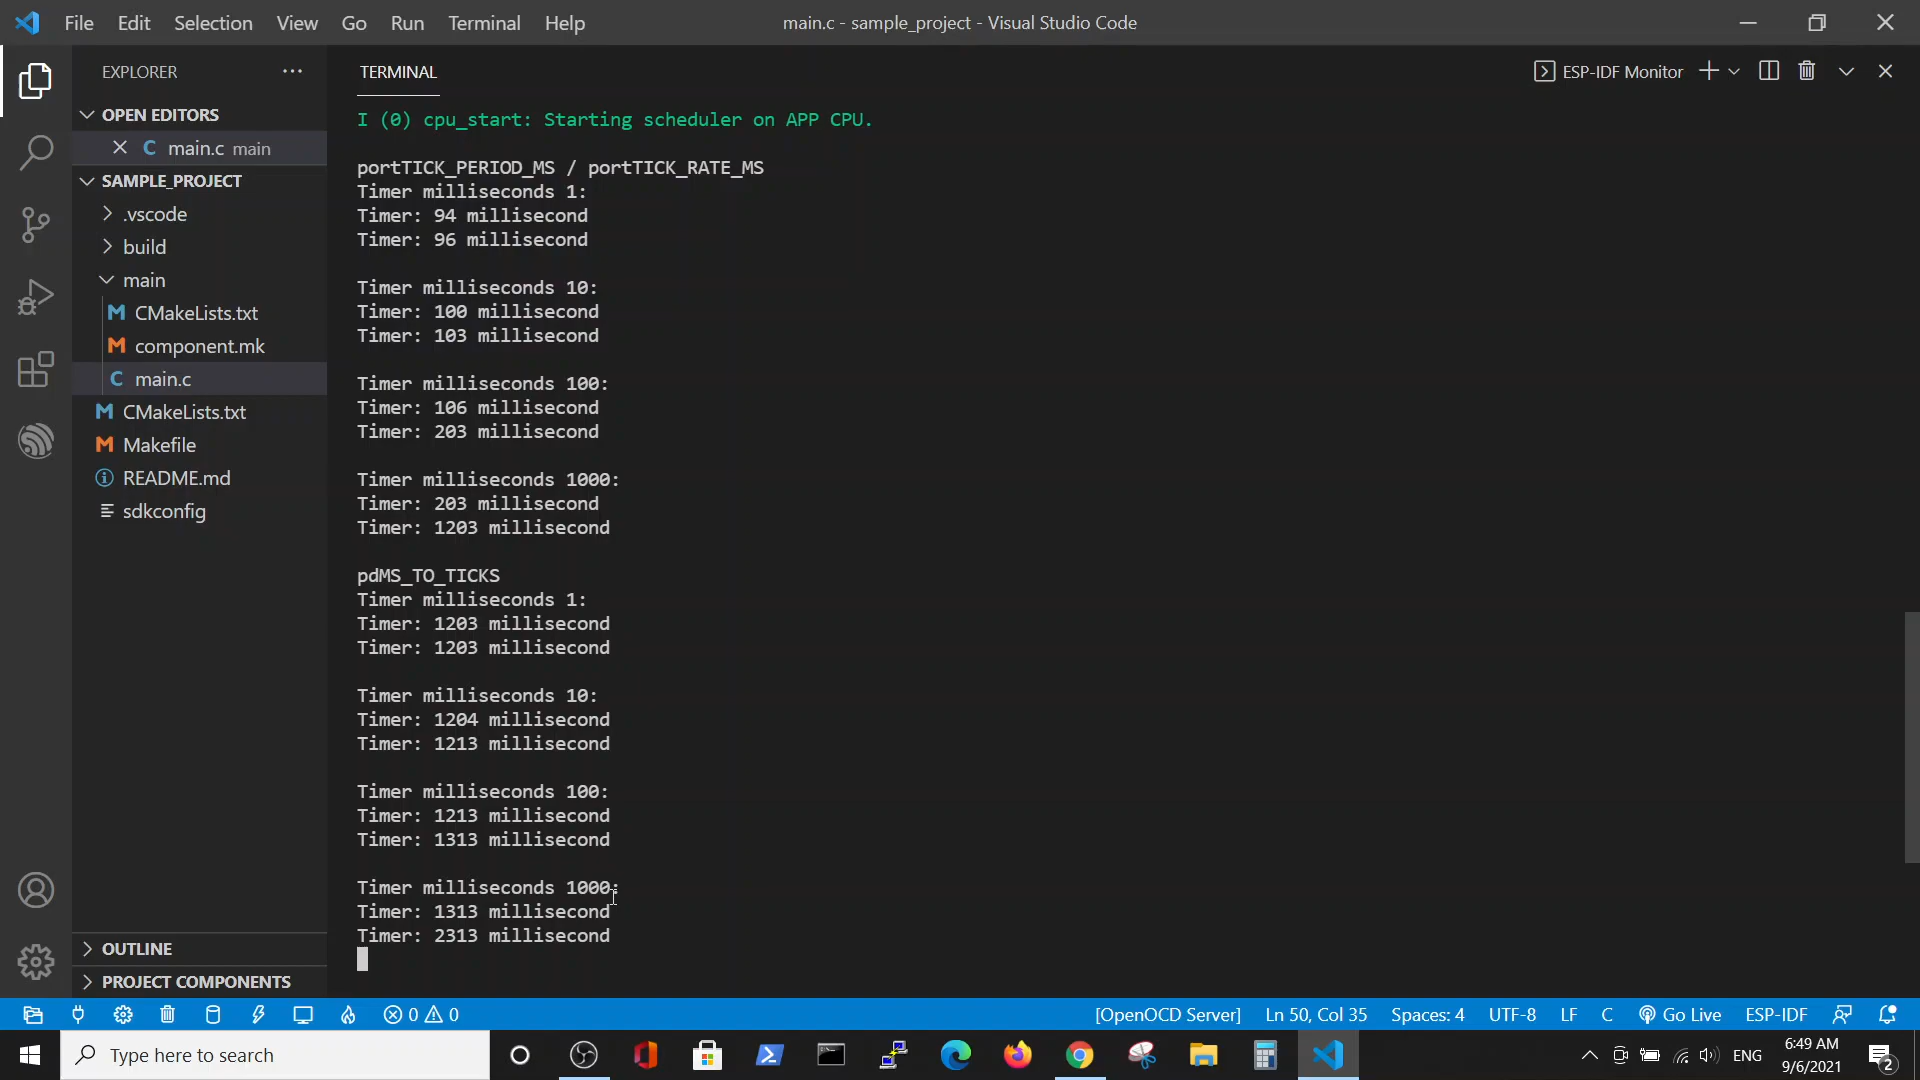 File Edit Selection View Go Run Terminal Help
main.c - sample_project - Visual Studio Code
EXPLORER
OPEN EDITORS
main.c main
SAMPLE_PROJECT
.vscode
build
main
CMakeLists.txt
component.mk
main.c
CMakeLists.txt
Makefile
README.md
sdkconfig
OUTLINE
PROJECT COMPONENTS
TERMINAL
ESP-IDF Monitor
I (0) cpu_start: Starting scheduler on APP CPU.
portTICK_PERIOD_MS / portTICK_RATE_MS
Timer milliseconds 1:
Timer: 94 millisecond
Timer: 96 millisecond
Timer milliseconds 10:
Timer: 100 millisecond
Timer: 103 millisecond
Timer milliseconds 100:
Timer: 106 millisecond
Timer: 203 millisecond
Timer milliseconds 1000:
Timer: 203 millisecond
Timer: 1203 millisecond
pdMS_TO_TICKS
Timer milliseconds 1:
Timer: 1203 millisecond
Timer: 1203 millisecond
Timer milliseconds 10:
Timer: 1204 millisecond
Timer: 1213 millisecond
Timer milliseconds 100:
Timer: 1213 millisecond
Timer: 1313 millisecond
Timer milliseconds 1000:
Timer: 1313 millisecond
Timer: 2313 millisecond
0 0 [OpenOCD Server] Ln 50, Col 35 Spaces: 4 UTF-8 LF C Go Live ESP-IDF
Type here to search
ENG
6:49 AM
9/6/2021
2